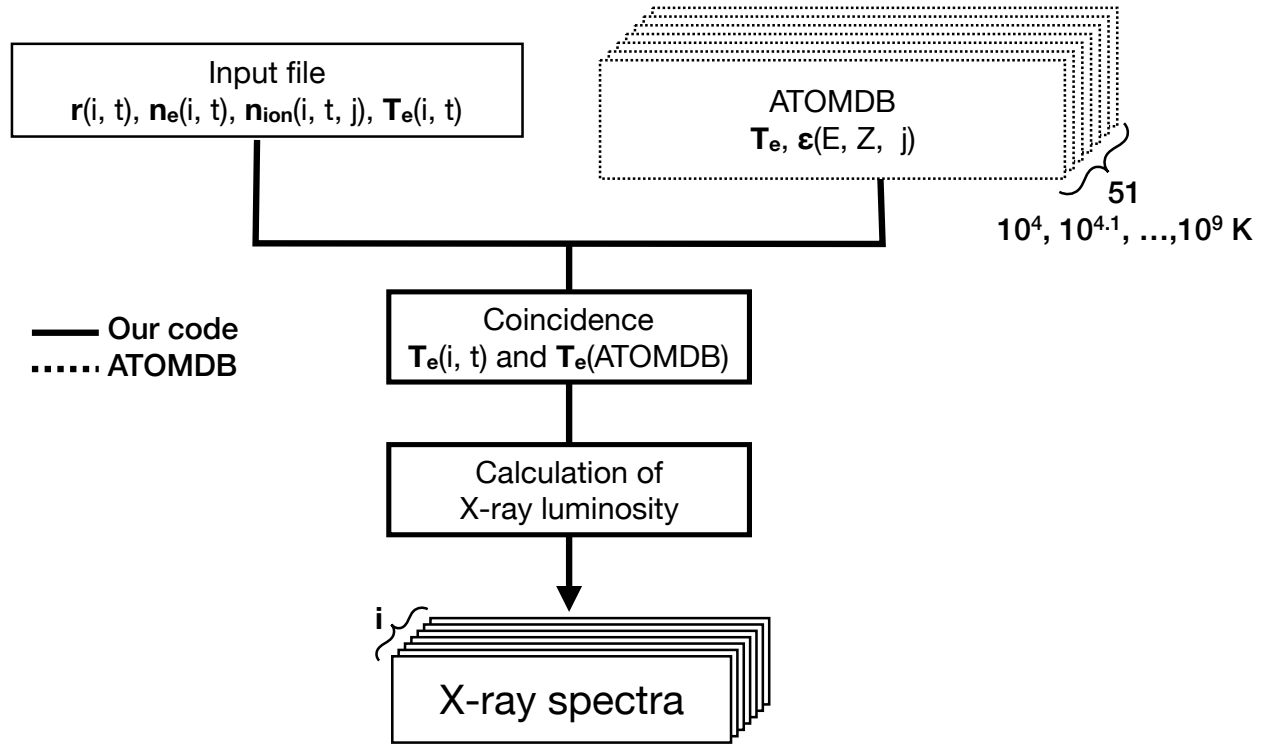 Input file
r(i, t), nₑ(i, t), nᵢₒₙ(i, t, j), Tₑ(i, t)
ATOMDB
Tₑ, ε(E, Z, j)
51
10⁴, 10⁴·¹, ...,10⁹ K
Coincidence
Tₑ(i, t) and Tₑ(ATOMDB)
Our code
ATOMDB
Calculation of
X-ray luminosity
i
X-ray spectra